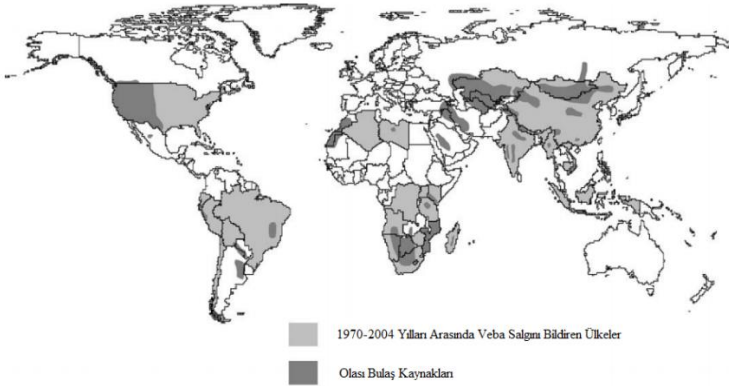 1970-2004 Yılları Arasında Veba Salgını Bildiren Ülkeler
Olası Bulaş Kaynakları